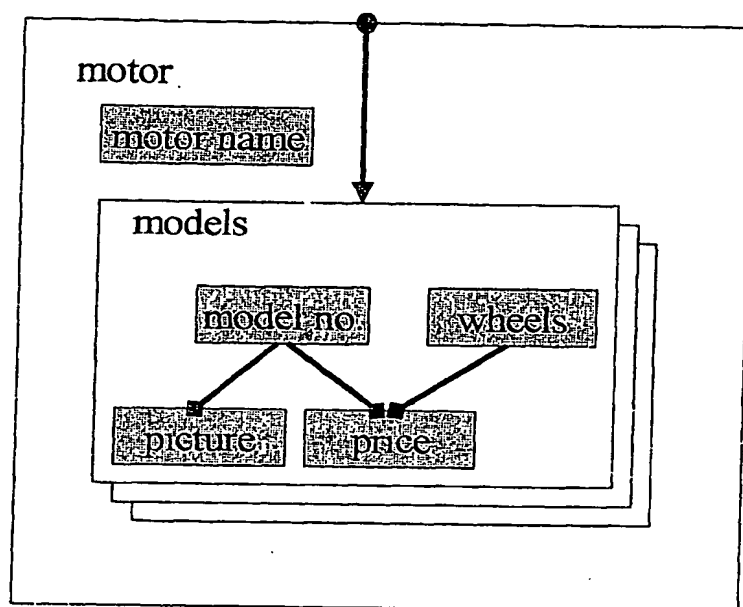 motor
motor name
models
model no.
wheels
picture
price